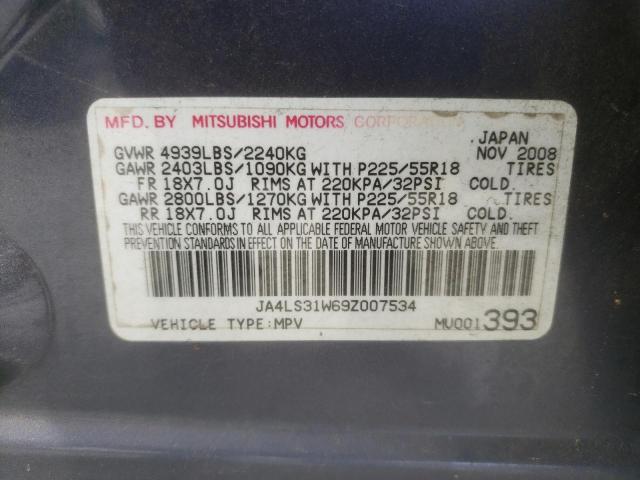 MFD. BY MITSUBISHI MOTORS CORPORATION
JAPAN
GVWR 4939LBS/2240KG NOV 2008
GAWR 2403LBS/1090KG WITH P225/55R18 TIRES
FR 18X7.0J RIMS AT 220KPA/32PSI COLD.
GAWR 2800LBS/1270KG WITH P225/55R18 TIRES
RR 18X7.0J RIMS AT 220KPA/32PSI COLD.
THIS VEHICLE CONFORMS TO ALL APPLICABLE FEDERAL MOTOR VEHICLE SAFETY AND THEFT
PREVENTION STANDARDS IN EFFECT ON THE DATE OF MANUFACTURE SHOWN ABOVE.
JA4LS31W69Z007534
VEHICLE TYPE:MPV MU001393